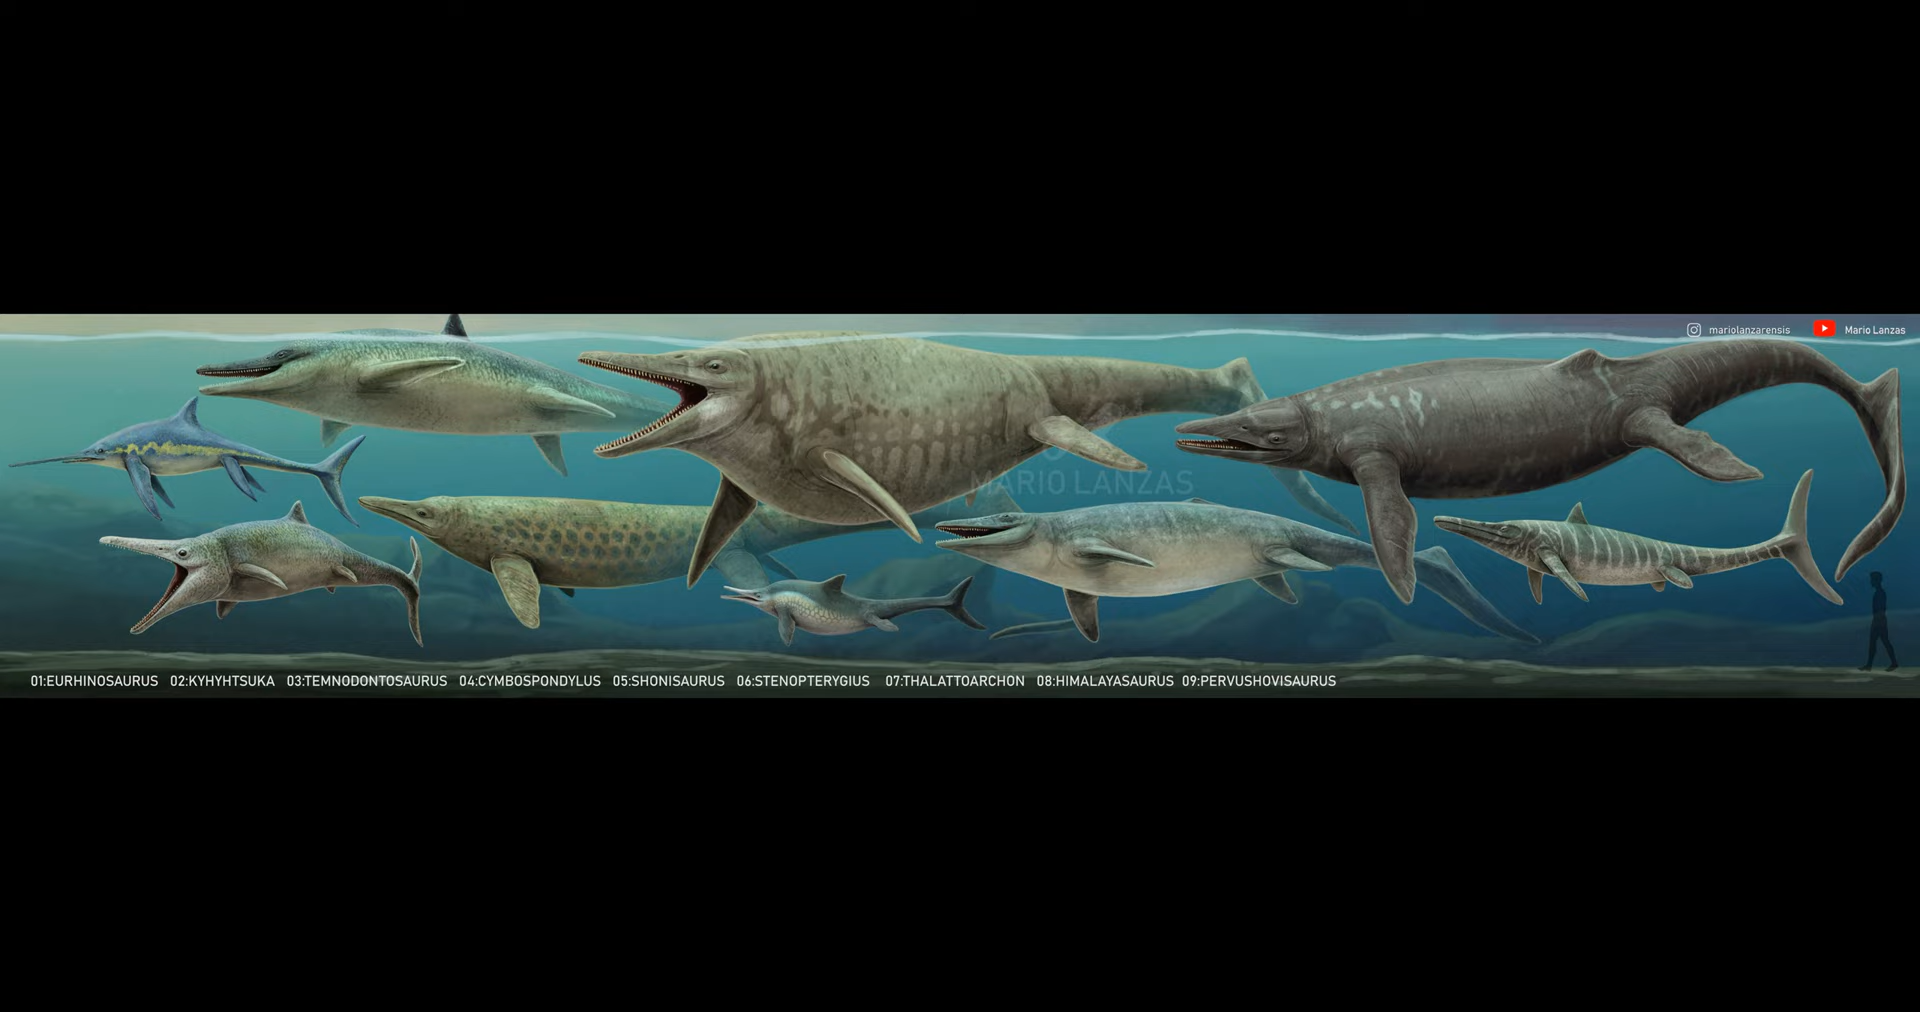 mariolanzarensis Mario Lanzas
MARIO LANZAS
01:EURHINOSAURUS 02:KYHYHTSUKA 03:TEMNODONTOSAURUS 04:CYMBOSPONDYLUS 05:SHONISAURUS 06:STENOPTERYGIUS 07:THALATTOARCHON 08:HIMALAYASAURUS 09:PERVUSHOVISAURUS